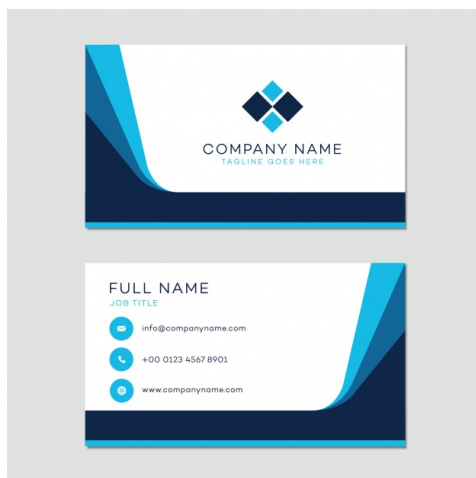 COMPANY NAME
TAGLINE GOES HERE
FULL NAME
JOB TITLE
info@companyname.com
+00 0123 4567 8901
www.companyname.com